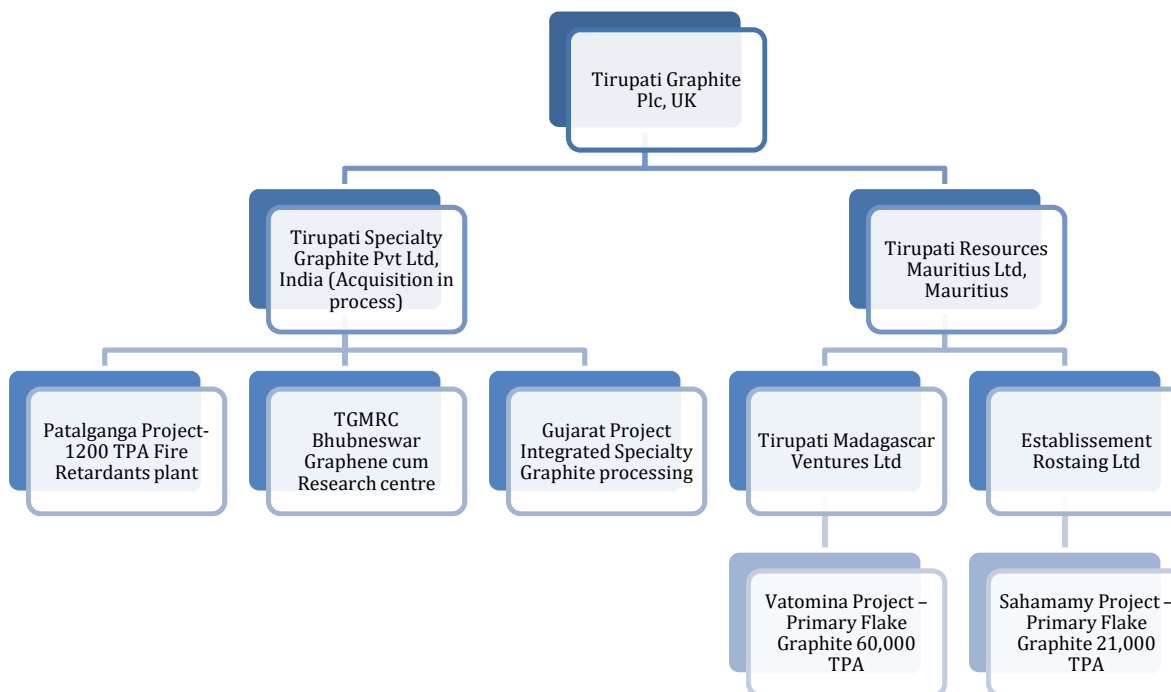 Tirupati Graphite
Plc, UK
Tirupati Specialty
Graphite Pvt Ltd,
India (Acquisition in
process)
Tirupati Resources
Mauritius Ltd,
Mauritius
Patalganga Project-
1200 TPA Fire
Retardants plant
TGMRC
Bhubneswar
Graphene cum
Research centre
Gujarat Project
Integrated Specialty
Graphite processing
Tirupati Madagascar
Ventures Ltd
Establissement
Rostaing Ltd
Vatomina Project –
Primary Flake
Graphite 60,000
TPA
Sahamamy Project –
Primary Flake
Graphite 21,000
TPA